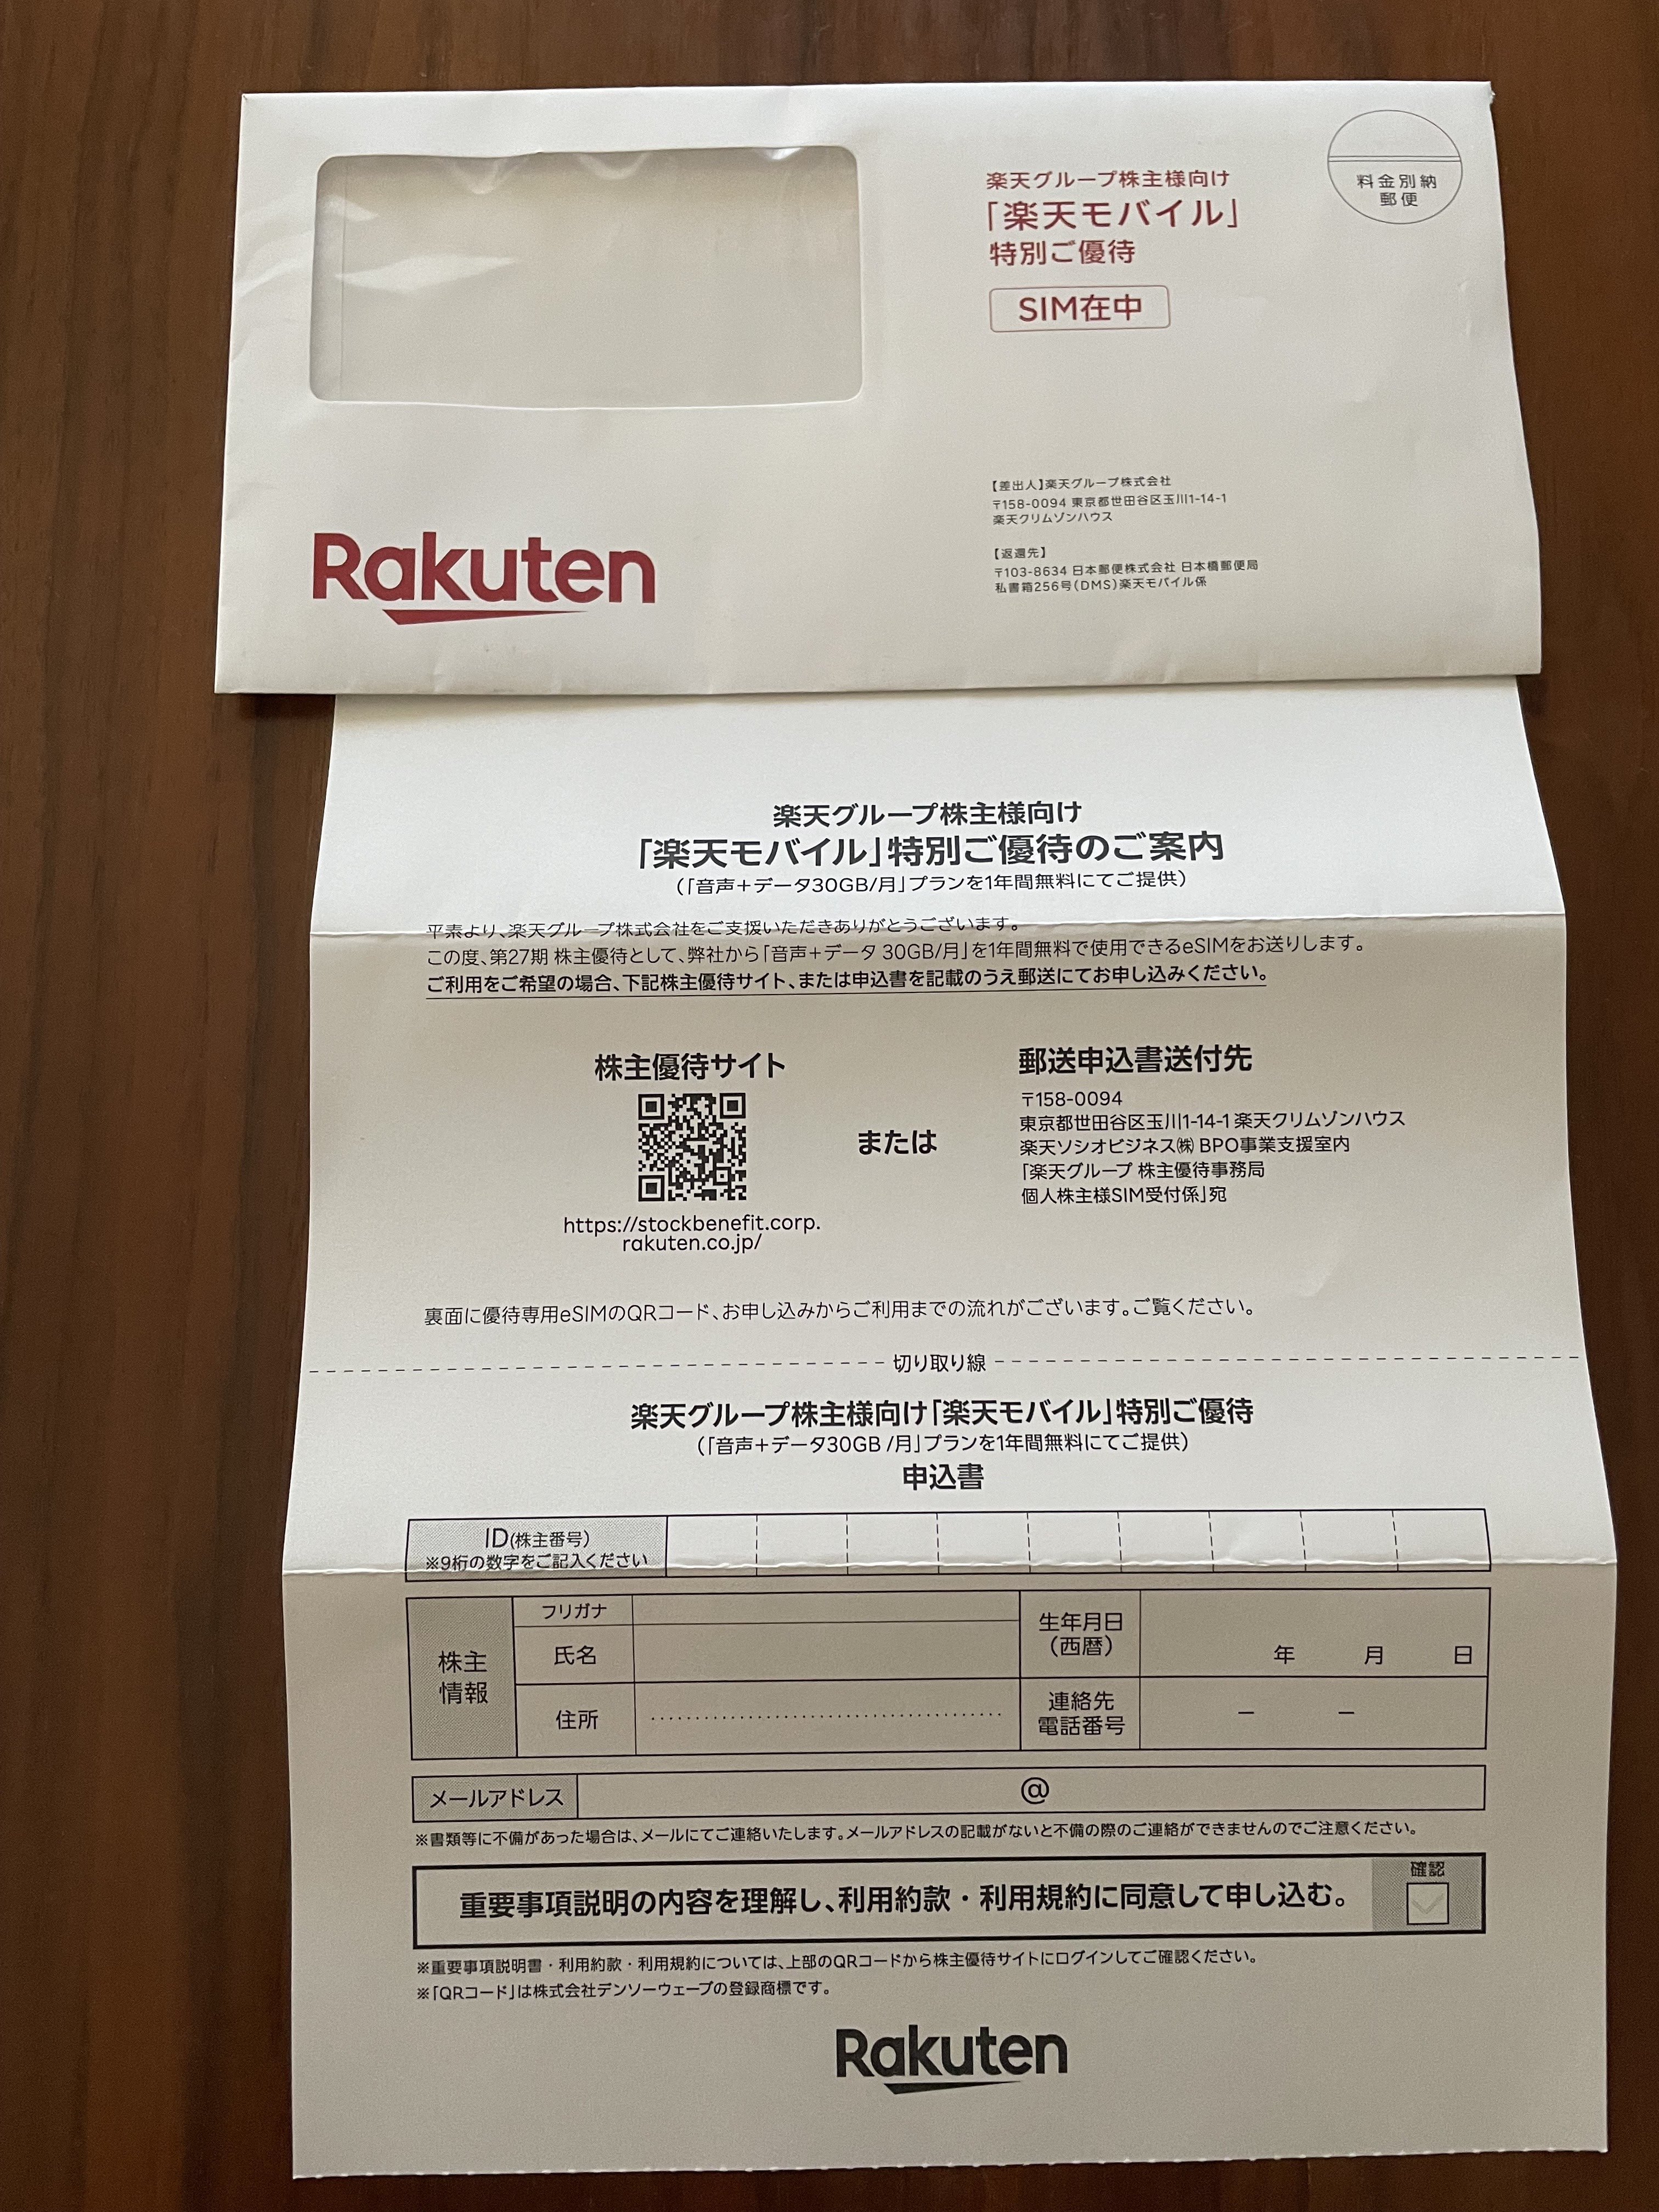 楽天グループ株主様向け
「楽天モバイル」
特別ご優待
SIM在中
料金別納
郵便
【差出人】楽天グループ株式会社
〒158-0094 東京都世田谷区玉川1-14-1
楽天クリムゾンハウス
【返還先】
〒103-8634 日本郵便株式会社 日本橋郵便局
私書箱256号(DMS)楽天モバイル係
Rakuten
楽天グループ株主様向け
「楽天モバイル」特別ご優待のご案内
(「音声+データ30GB/月」プランを1年間無料にてご提供)
平素より、楽天グループ株式会社をご支援いただきありがとうございます。
この度、第27期 株主優待として、弊社から「音声+データ 30GB/月」を1年間無料で使用できるeSIMをお送りします。
ご利用をご希望の場合、下記株主優待サイト、または申込書を記載のうえ郵送にてお申し込みください。
株主優待サイト
https://stockbenefit.corp.
rakuten.co.jp/
または
郵送申込書送付先
〒158-0094
東京都世田谷区玉川1-14-1 楽天クリムゾンハウス
楽天ソシオビジネス㈱ BPO事業支援室内
「楽天グループ 株主優待事務局
個人株主様SIM受付係」宛
裏面に優待専用eSIMのQRコード、お申し込みからご利用までの流れがございます。ご覧ください。
切り取り線
楽天グループ株主様向け「楽天モバイル」特別ご優待
(「音声+データ30GB /月」プランを1年間無料にてご提供)
申込書
ID(株主番号)
※9桁の数字をご記入ください
株主
情報
フリガナ
氏名
住所
生年月日
(西暦)
年 月 日
連絡先
電話番号
– –
メールアドレス
@
※書類等に不備があった場合は、メールにてご連絡いたします。メールアドレスの記載がないと不備の際のご連絡ができませんのでご注意ください。
重要事項説明の内容を理解し、利用約款・利用規約に同意して申し込む。
確認
※重要事項説明書・利用約款・利用規約については、上部のQRコードから株主優待サイトにログインしてご確認ください。
※「QRコード」は株式会社デンソーウェーブの登録商標です。
Rakuten